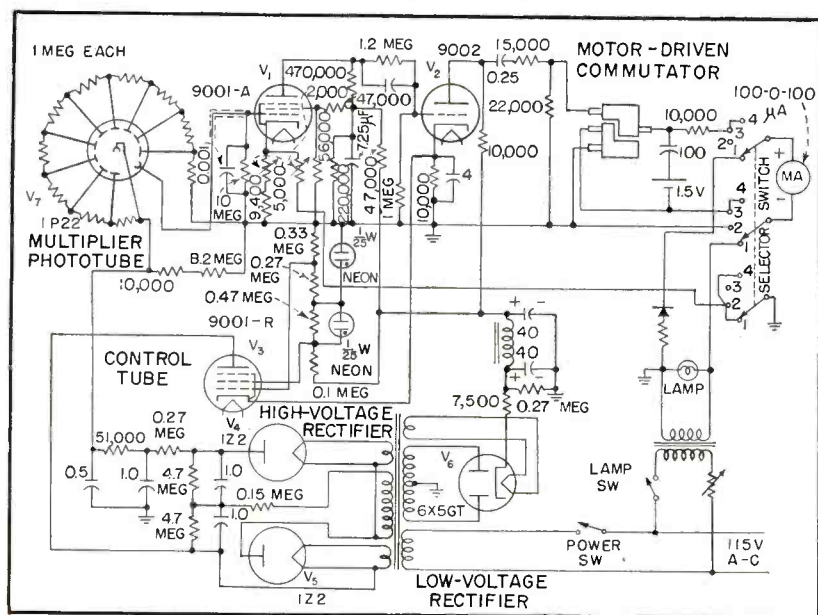 1 MEG EACH
V7
1P22
MULTIPLIER
PHOTOTUBE
9001-A
V1
470,000
2,000
1.2 MEG
47,000
V2
9002
15,000
0.25
22,000
MOTOR-DRIVEN
COMMUTATOR
100-0-100
μA
10,000
4
3
2
1
100
1.5V
+
MA
-
4
3
2
1
4
3
2
1
SELECTOR SWITCH
0.001
10
MEG
9,400
5,000
56,000
220,000
.725μF
47,000
1 MEG
10,000
4
10,000
8.2 MEG
10,000
0.33
MEG
0.27
MEG
0.47 MEG
1/25 W
NEON
1/25 W
NEON
9001-R
V3
CONTROL
TUBE
V4
0.1 MEG
+ -
40
40
+ -
7,500
0.27
MEG
LAMP
HIGH-VOLTAGE
RECTIFIER
1Z2
0.27
MEG
51,000
0.5
1.0
4.7
MEG
1.0
0.15 MEG
4.7
MEG
1.0
V5
1Z2
V6
6X5GT
LOW-VOLTAGE
RECTIFIER
LAMP
SW
POWER
SW
115V
A-C